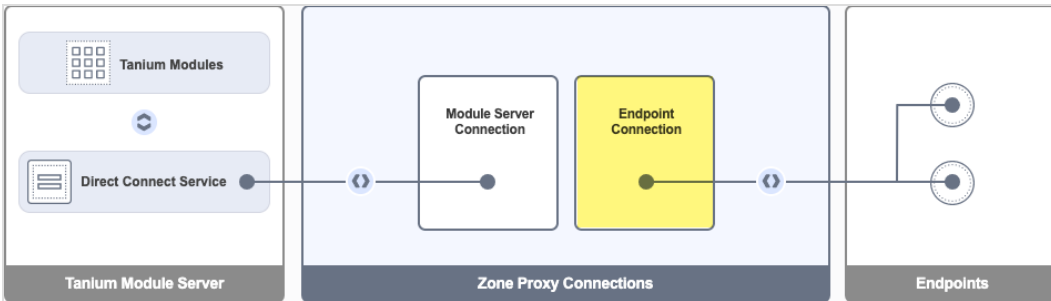 Tanium Modules
Direct Connect Service
Tanium Module Server
Module Server
Connection
Endpoint
Connection
Zone Proxy Connections
Endpoints